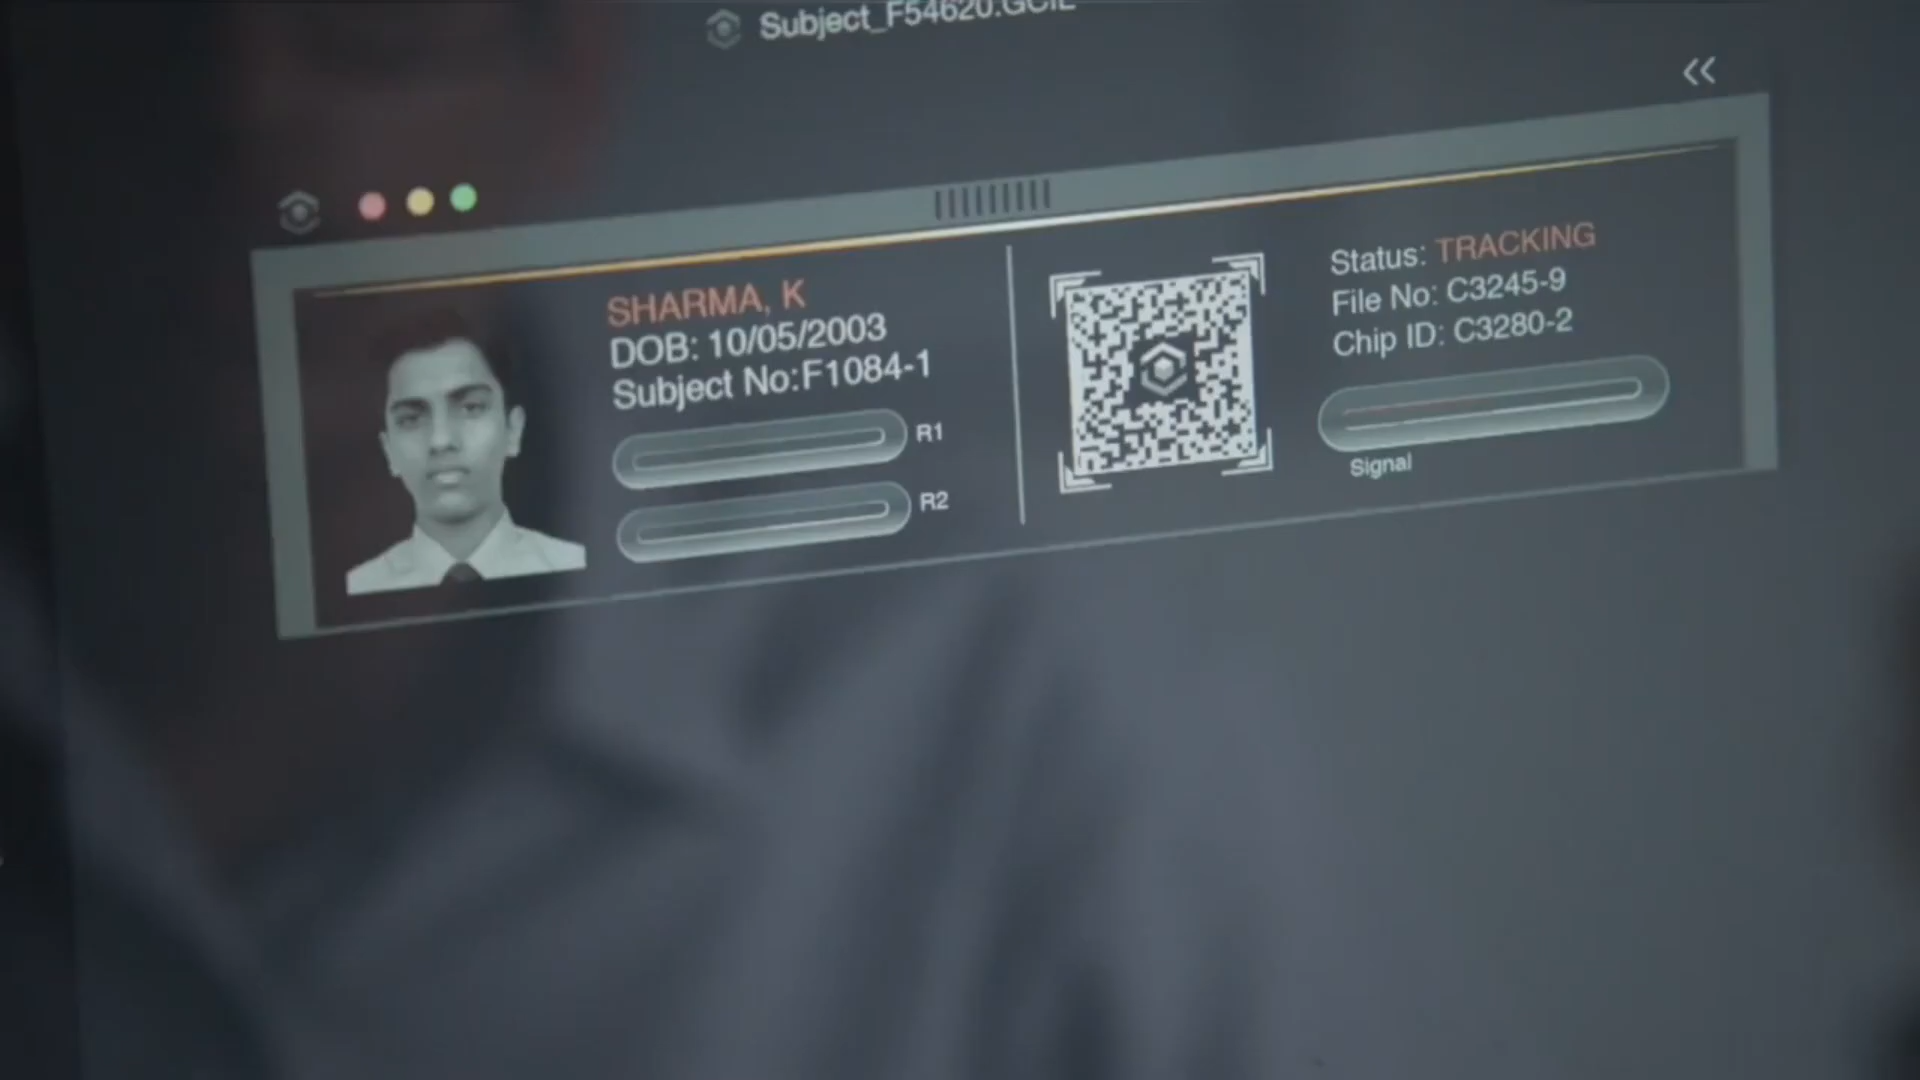 Subject_F54620.GCIL
SHARMA, K
DOB: 10/05/2003
Subject No:F1084-1
R1
R2
Status: TRACKING
File No: C3245-9
Chip ID: C3280-2
Signal